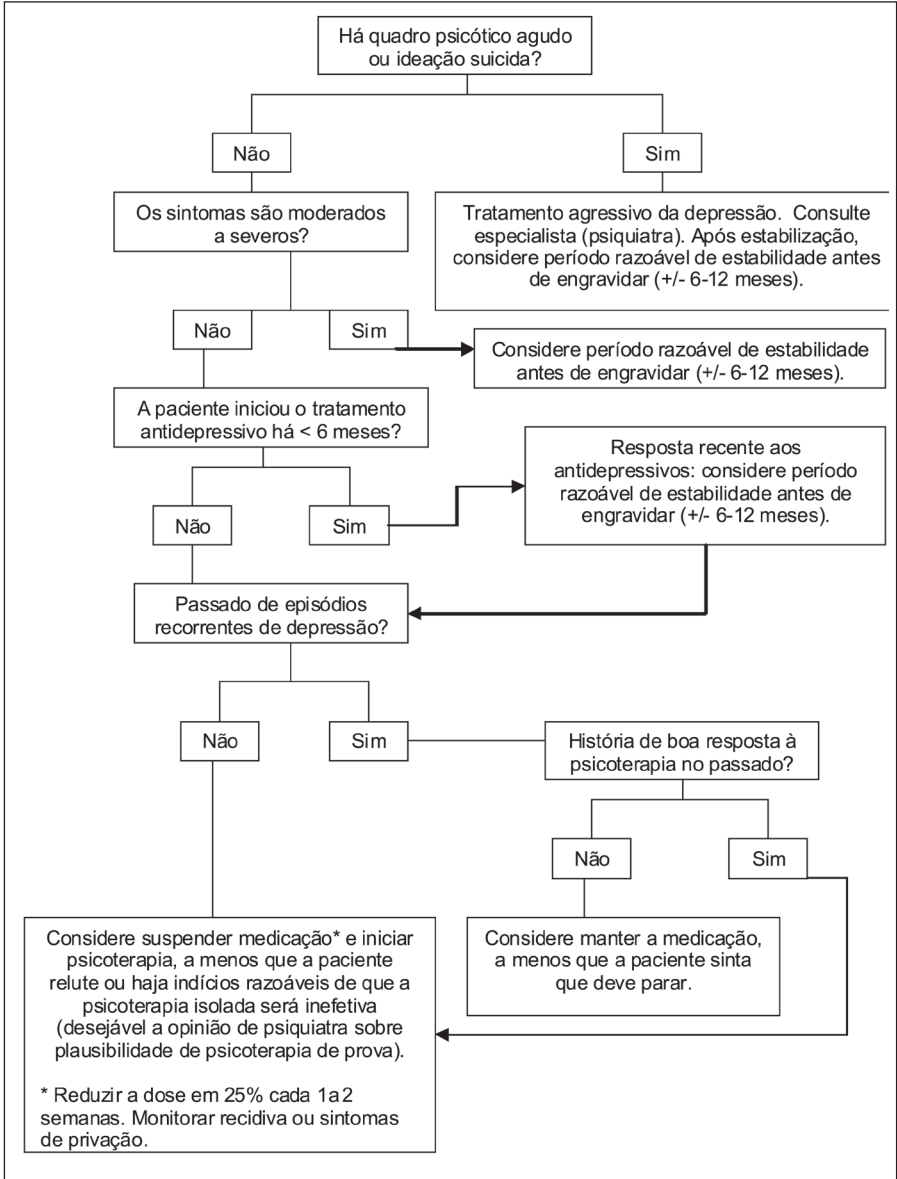 Há quadro psicótico agudo
ou ideação suicida?
Não
Sim
Os sintomas são moderados
a severos?
Tratamento agressivo da depressão. Consulte
especialista (psiquiatra). Após estabilização,
considere período razoável de estabilidade antes
de engravidar (+/- 6-12 meses).
Não
Sim
Considere período razoável de estabilidade
antes de engravidar (+/- 6-12 meses).
A paciente iniciou o tratamento
antidepressivo há < 6 meses?
Resposta recente aos
antidepressivos: considere período
razoável de estabilidade antes de
engravidar (+/- 6-12 meses).
Não
Sim
Passado de episódios
recorrentes de depressão?
Não
Sim
História de boa resposta à
psicoterapia no passado?
Não
Sim
Considere suspender medicação* e iniciar
psicoterapia, a menos que a paciente
relute ou haja indícios razoáveis de que a
psicoterapia isolada será inefetiva
(desejável a opinião de psiquiatra sobre
plausibilidade de psicoterapia de prova).
* Reduzir a dose em 25% cada 1a2
semanas. Monitorar recidiva ou sintomas
de privação.
Considere manter a medicação,
a menos que a paciente sinta
que deve parar.